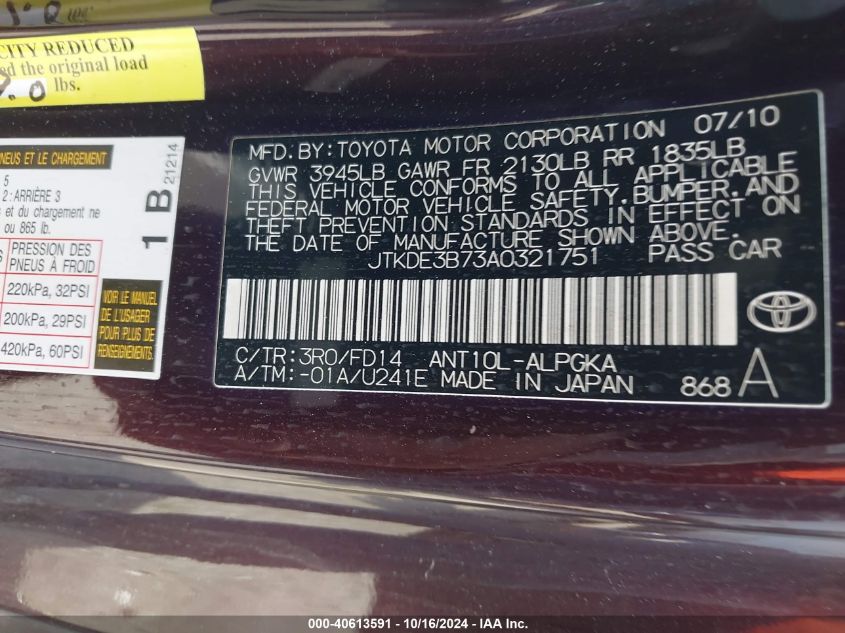 CITY REDUCED
ed the original load
.0 lbs.
PNEUS ET LE CHARGEMENT
5
2:ARRIÈRE 3
s et du chargement ne
ou 865 lb.
PRESSION DES
PNEUS À FROID
220kPa, 32PSI
200kPa, 29PSI
420kPa, 60PSI
VOIR LE MANUEL
DE L'USAGER
POUR PLUS DE
RENSEIGNEMENTS
1 B
21214
MFD.BY:TOYOTA MOTOR CORPORATION 07/10
GVWR 3945LB GAWR FR 2130LB RR 1835LB
THIS VEHICLE CONFORMS TO ALL APPLICABLE
FEDERAL MOTOR VEHICLE SAFETY,BUMPER,AND
THEFT PREVENTION STANDARDS IN EFFECT ON
THE DATE OF MANUFACTURE SHOWN ABOVE.
JTKDE3B73A0321751 PASS CAR
C/TR:3R0/FD14 ANT10L-ALPGKA
A/TM:-01A/U241E MADE IN JAPAN 868 A
000-40613591 - 10/16/2024 - IAAI.com